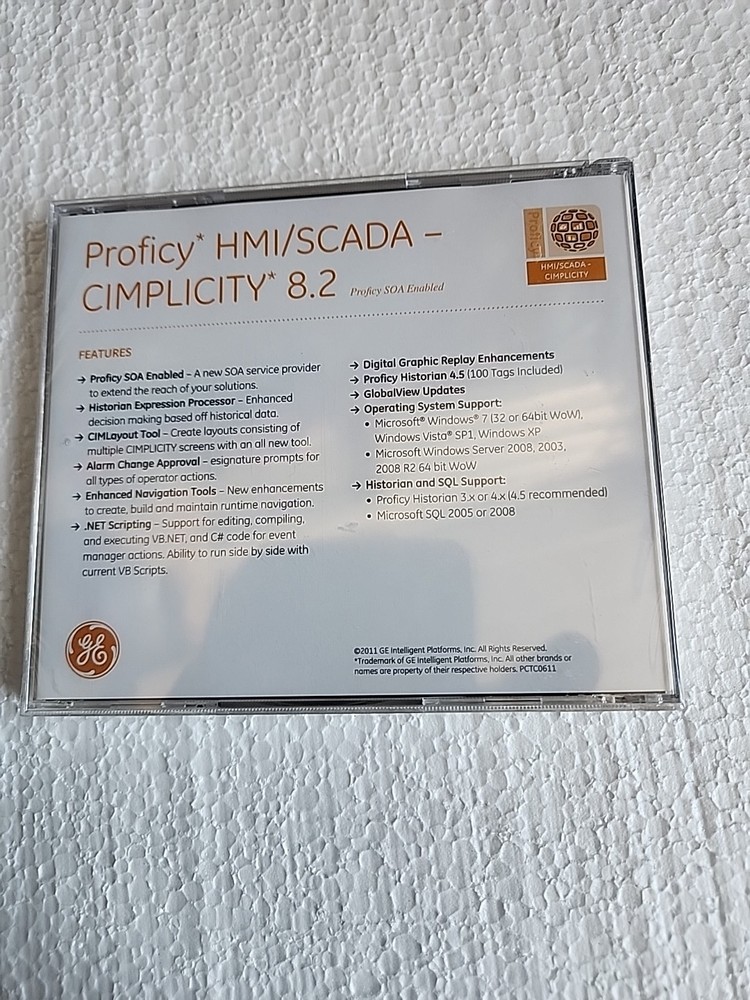 Proficy* HMI/SCADA –
CIMPLICITY* 8.2 Proficy SOA Enabled
Proficy*
HMI/SCADA –
CIMPLICITY
FEATURES
→ Proficy SOA Enabled – A new SOA service provider
to extend the reach of your solutions.
→ Historian Expression Processor – Enhanced
decision making based off historical data.
→ CIMLayout Tool – Create layouts consisting of
multiple CIMPLICITY screens with an all new tool.
→ Alarm Change Approval – esignature prompts for
all types of operator actions.
→ Enhanced Navigation Tools – New enhancements
to create, build and maintain runtime navigation.
→ .NET Scripting – Support for editing, compiling,
and executing VB.NET, and C# code for event
manager actions. Ability to run side by side with
current VB Scripts.
→ Digital Graphic Replay Enhancements
→ Proficy Historian 4.5 (100 Tags Included)
→ GlobalView Updates
→ Operating System Support:
• Microsoft® Windows® 7 (32 or 64bit WoW),
Windows Vista® SP1, Windows XP
• Microsoft Windows Server 2008, 2003,
2008 R2 64 bit WoW
→ Historian and SQL Support:
• Proficy Historian 3.x or 4.x (4.5 recommended)
• Microsoft SQL 2005 or 2008
GE
©2011 GE Intelligent Platforms, Inc. All Rights Reserved.
*Trademark of GE Intelligent Platforms, Inc. All other brands or
names are property of their respective holders. PCTC0611